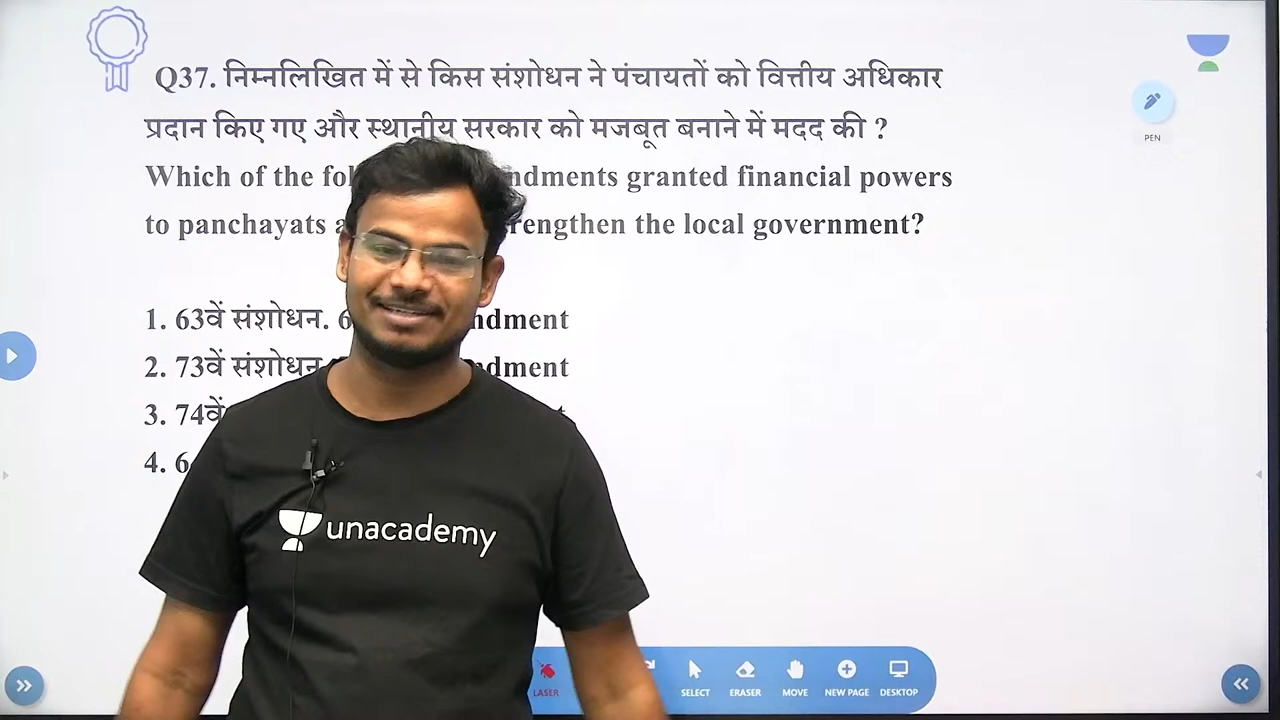 Q37. निम्नलिखित में से किस संशोधन ने पंचायतों को वित्तीय अधिकार
प्रदान किए गए और स्थानीय सरकार को मजबूत बनाने में मदद की ?
Which of the ndments granted financial powers
to panchayats rengthen the local government?
1. 63वें संशोधन. ndment
2. 73वें संशोधन ndment
3. 74वें
4. 6
unacademy
PEN
LASER
SELECT
ERASER
MOVE
NEW PAGE
DESKTOP